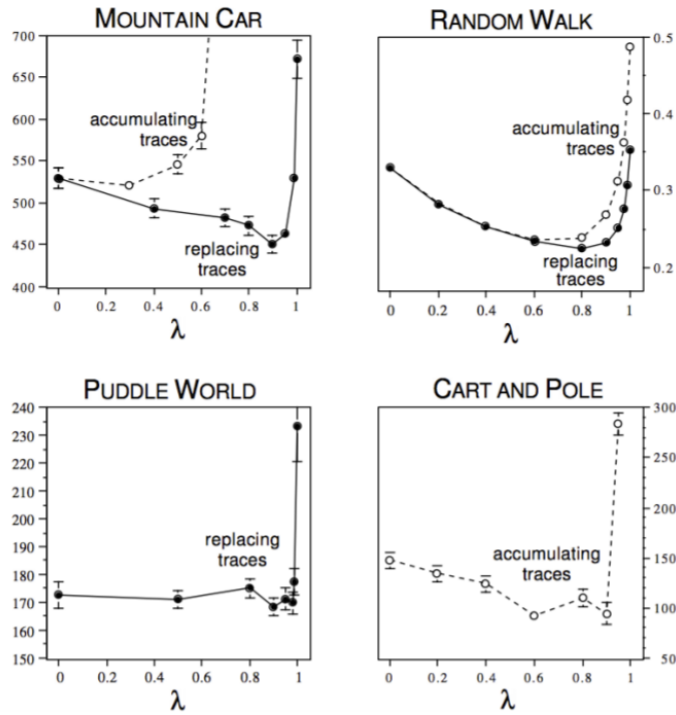 MOUNTAIN CAR
700
650
600
550
500
450
400
accumulating
traces
replacing
traces
0
0.2
0.4
0.6
0.8
1
λ
RANDOM WALK
0.5
0.4
0.3
0.2
accumulating
traces
replacing
traces
0
0.2
0.4
0.6
0.8
1
λ
PUDDLE WORLD
240
230
220
210
200
190
180
170
160
150
replacing
traces
0
0.2
0.4
0.6
0.8
1
λ
CART AND POLE
300
250
200
150
100
50
accumulating
traces
0
0.2
0.4
0.6
0.8
1
λ